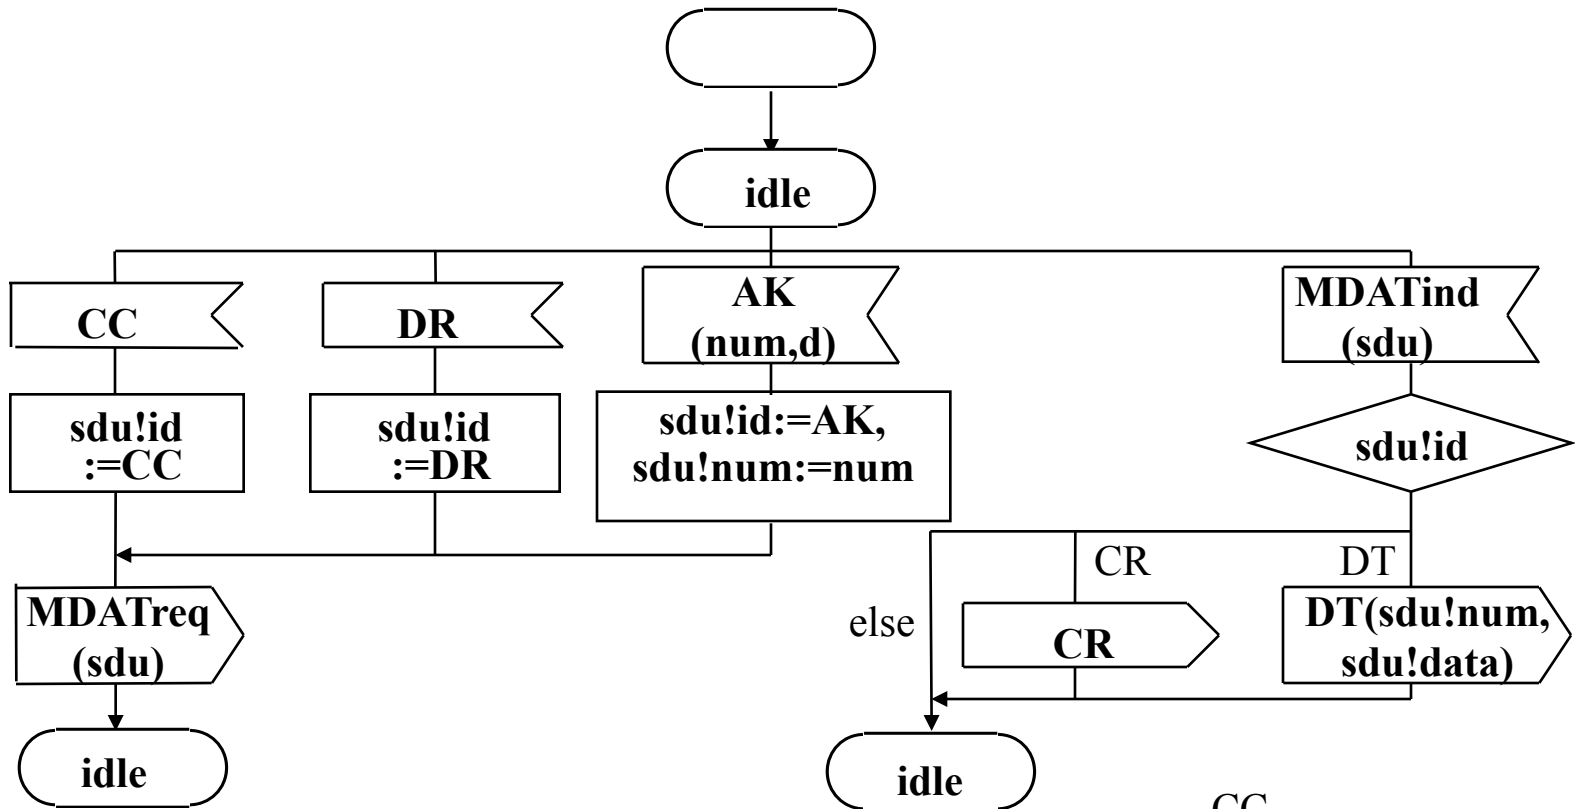 idle
CC
DR
AK
(num,d)
MDATind
(sdu)
sdu!id
:=CC
sdu!id
:=DR
sdu!id:=AK,
sdu!num:=num
sdu!id
CR
DT
else
MDATreq
(sdu)
CR
DT(sdu!num,
sdu!data)
idle
idle
CC